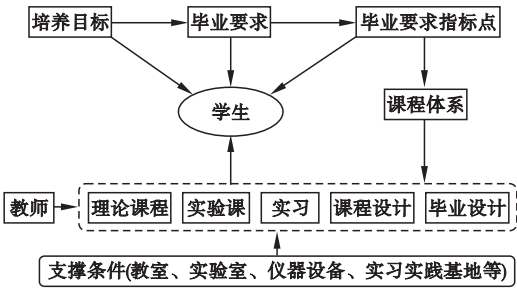 培养目标
毕业要求
毕业要求指标点
学生
课程体系
教师
理论课程
实验课
实习
课程设计
毕业设计
支撑条件(教室、实验室、仪器设备、实习实践基地等)